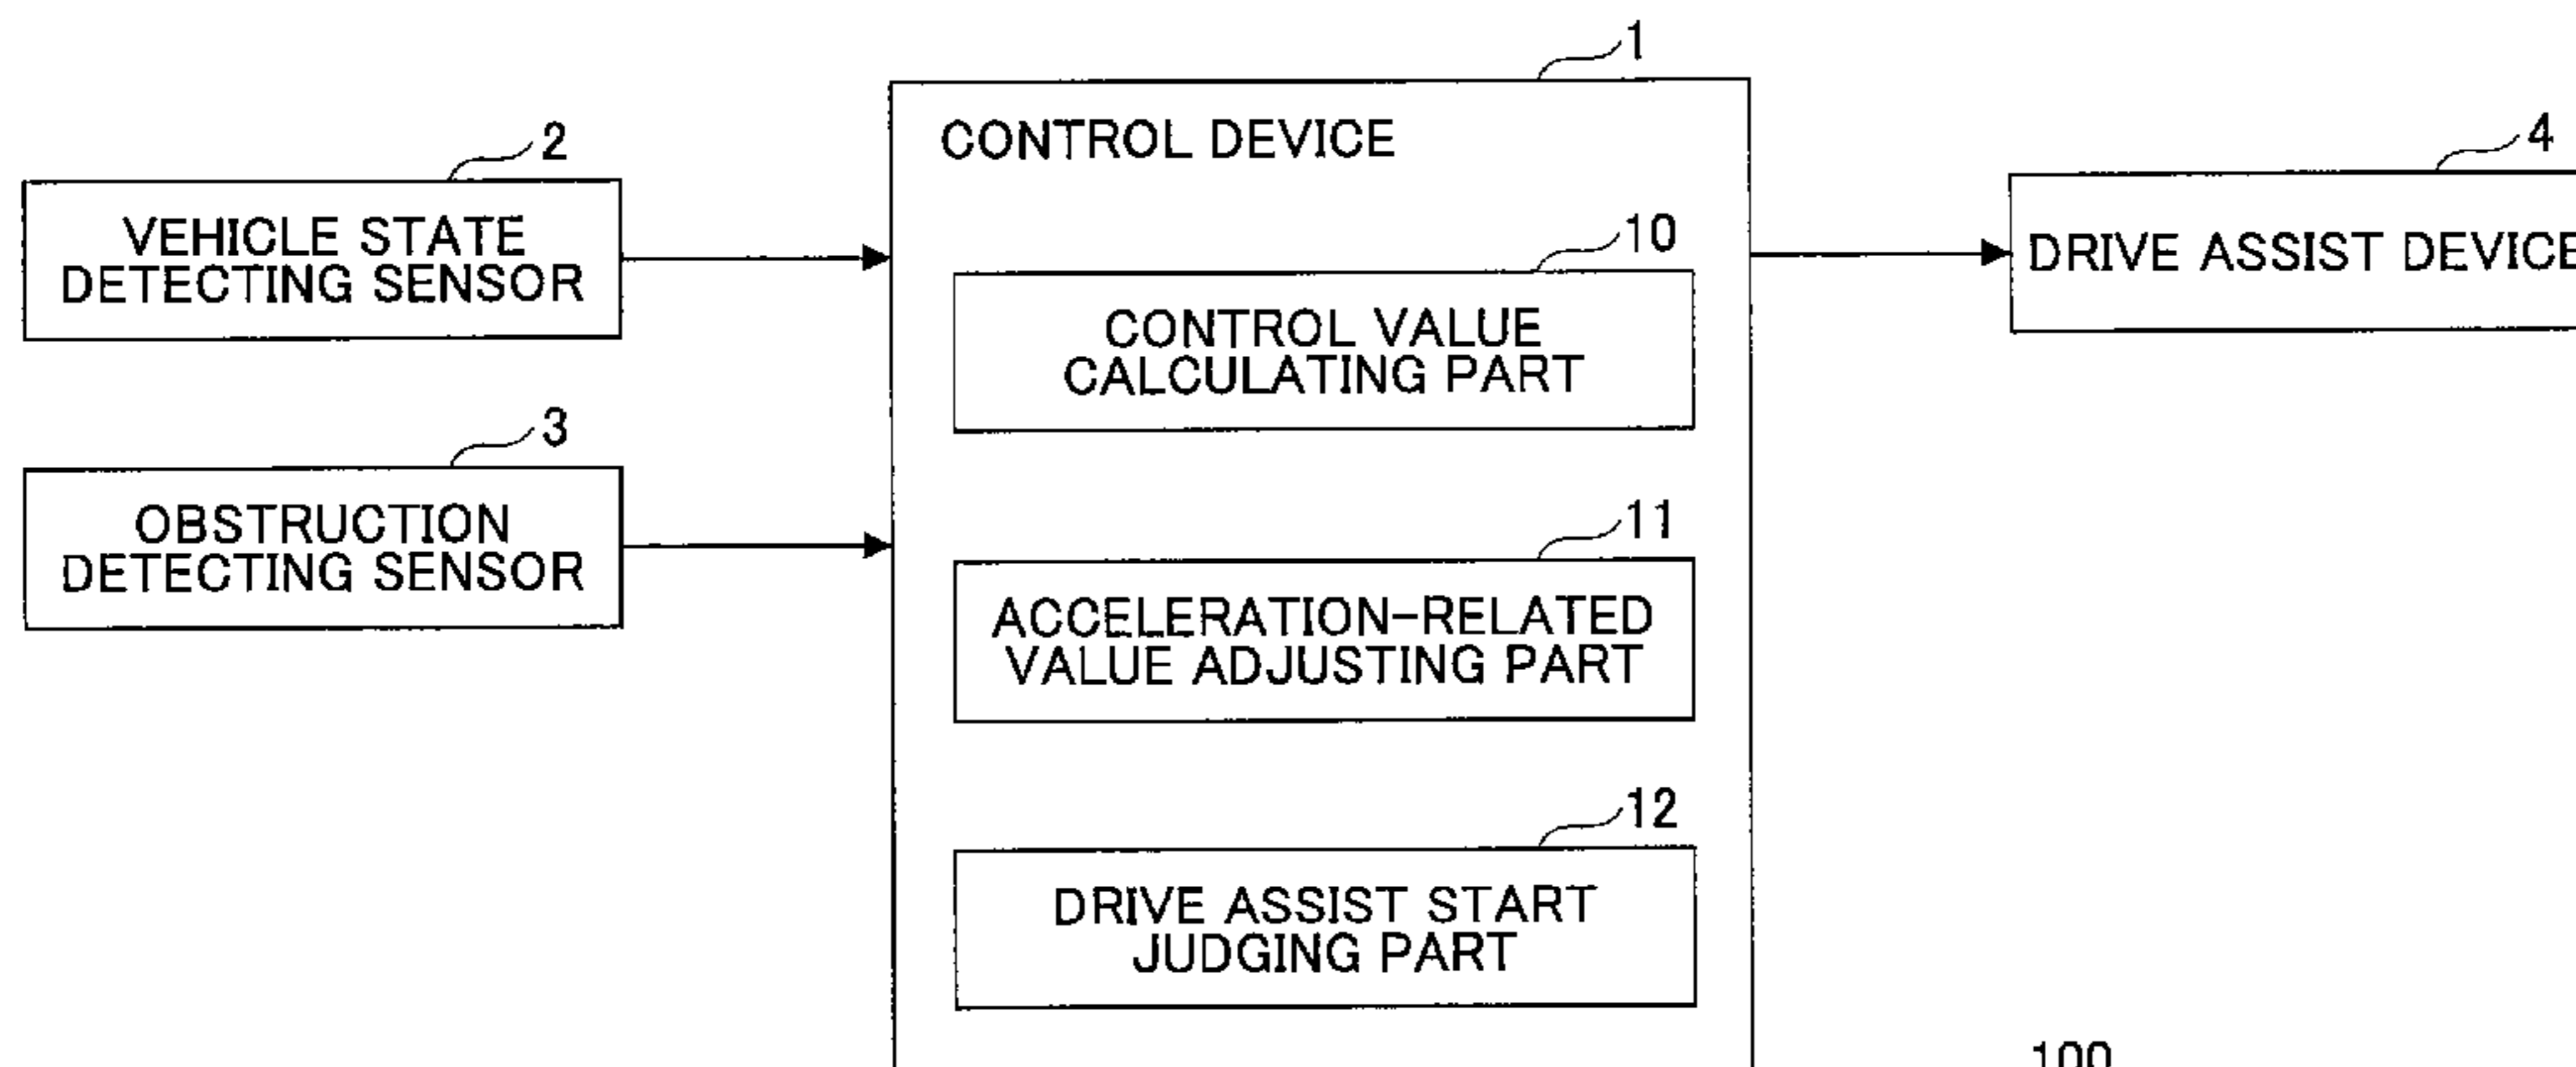 1
CONTROL DEVICE
2
VEHICLE STATE
DETECTING SENSOR
4
DRIVE ASSIST DEVICE
10
CONTROL VALUE
CALCULATING PART
3
OBSTRUCTION
DETECTING SENSOR
11
ACCELERATION-RELATED
VALUE ADJUSTING PART
12
DRIVE ASSIST START
JUDGING PART
100